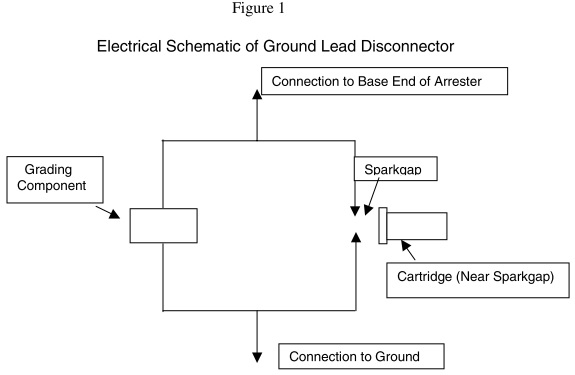 Figure 1
Electrical Schematic of Ground Lead Disconnector
Connection to Base End of Arrester
Sparkgap
Grading
Component
Cartridge (Near Sparkgap)
Connection to Ground